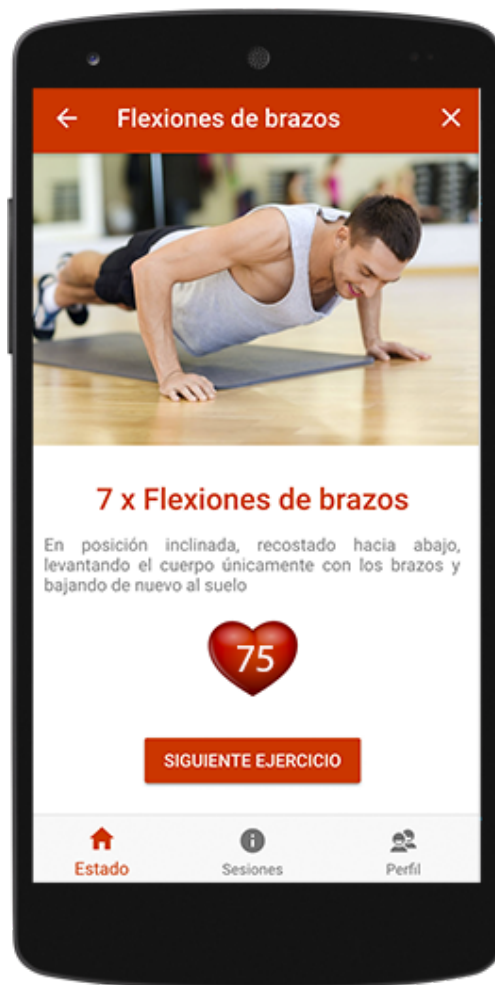 Flexiones de brazos
7 x Flexiones de brazos
En posición inclinada, recostado hacia abajo,
levantando el cuerpo únicamente con los brazos y
bajando de nuevo al suelo
75
SIGUIENTE EJERCICIO
Estado Sesiones Perfil